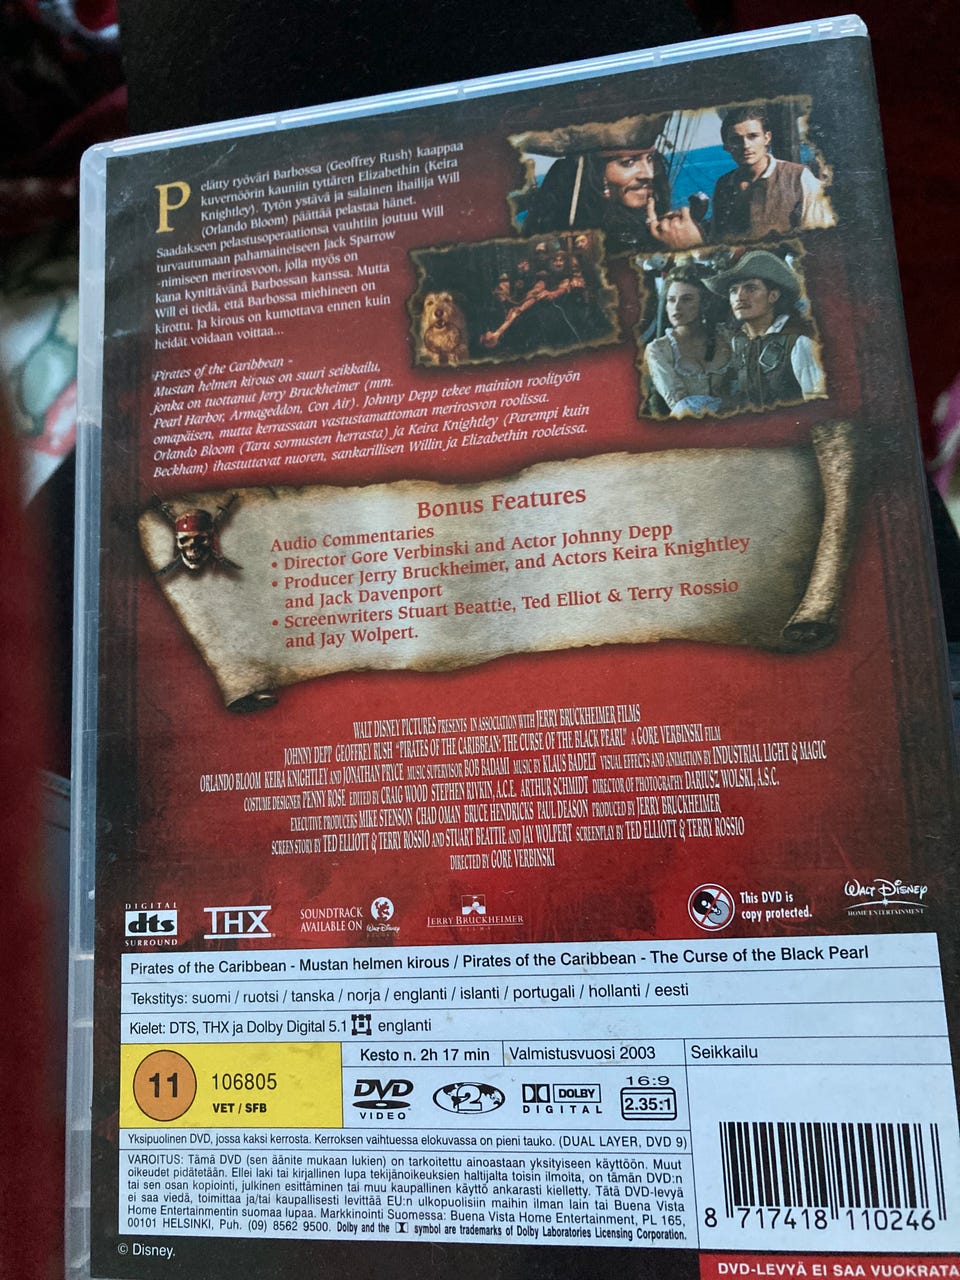 Pelätty ryöväri Barbossa (Geoffrey Rush) kaappaa
kuvernöörin kauniin tyttären Elizabethin (Keira
Knightley). Tytön ystävä ja salainen ihailija Will
(Orlando Bloom) päättää pelastaa hänet.
Saadakseen pelastusoperaationsa vauhtiin joutuu Will
turvautumaan pahamaineiseen Jack Sparrow
-nimiseen merirosvoon, jolla myös on
kana kynittävänä Barbossan kanssa. Mutta
Will ei tiedä, että Barbossa miehineen on
kirottu. Ja kirous on kumottava ennen kuin
heidät voidaan voittaa...
Pirates of the Caribbean -
Mustan helmen kirous on suuri seikkailu,
jonka on tuottanut Jerry Bruckheimer (mm.
Pearl Harbor, Armageddon, Con Air). Johnny Depp tekee mainion roolityön
omapäisen, mutta kerrassaan vastustamattoman merirosvon roolissa.
Orlando Bloom (Taru sormusten herrasta) ja Keira Knightley (Parempi kuin
Beckham) ihastuttavat nuoren, sankarillisen Willin ja Elizabethin rooleissa.
Bonus Features
Audio Commentaries
• Director Gore Verbinski and Actor Johnny Depp
• Producer Jerry Bruckheimer, and Actors Keira Knightley
and Jack Davenport
• Screenwriters Stuart Beattie, Ted Elliot & Terry Rossio
and Jay Wolpert.
WALT DISNEY PICTURES PRESENTS IN ASSOCIATION WITH JERRY BRUCKHEIMER FILMS
JOHNNY DEPP GEOFFREY RUSH "PIRATES OF THE CARIBBEAN: THE CURSE OF THE BLACK PEARL" A GORE VERBINSKI FILM
ORLANDO BLOOM KEIRA KNIGHTLEY AND JONATHAN PRYCE MUSIC SUPERVISOR BOB BADAMI MUSIC BY KLAUS BADELT VISUAL EFFECTS AND ANIMATION BY INDUSTRIAL LIGHT & MAGIC
COSTUME DESIGNER PENNY ROSE EDITED BY CRAIG WOOD STEPHEN RIVKIN, A.C.E. ARTHUR SCHMIDT DIRECTOR OF PHOTOGRAPHY DARIUSZ WOLSKI, A.S.C.
EXECUTIVE PRODUCERS MIKE STENSON CHAD OMAN BRUCE HENDRICKS PAUL DEASON PRODUCED BY JERRY BRUCKHEIMER
SCREEN STORY BY TED ELLIOTT & TERRY ROSSIO AND STUART BEATTIE AND JAY WOLPERT SCREENPLAY BY TED ELLIOTT & TERRY ROSSIO
DIRECTED BY GORE VERBINSKI
DIGITAL
dts
SURROUND
THX
SOUNDTRACK
AVAILABLE ON Walt Disney
RECORDS
JERRY BRUCKHEIMER
FILMS
This DVD is
copy protected.
WALT DISNEY
HOME ENTERTAINMENT
Pirates of the Caribbean - Mustan helmen kirous / Pirates of the Caribbean - The Curse of the Black Pearl
Tekstitys: suomi / ruotsi / tanska / norja / englanti / islanti / portugali / hollanti / eesti
Kielet: DTS, THX ja Dolby Digital 5.1 englanti
11
106805
VET / SFB
Kesto n. 2h 17 min
Valmistusvuosi 2003
Seikkailu
DVD
VIDEO
2
DOLBY
DIGITAL
16:9
2.35:1
Yksipuolinen DVD, jossa kaksi kerrosta. Kerroksen vaihtuessa elokuvassa on pieni tauko. (DUAL LAYER, DVD 9)
VAROITUS: Tämä DVD (sen äänite mukaan lukien) on tarkoitettu ainoastaan yksityiseen käyttöön. Muut
oikeudet pidätetään. Ellei laki tai kirjallinen lupa tekijänoikeuksien haltijalta toisin ilmoita, on tämän DVD:n
tai sen osan kopiointi, julkinen esittäminen tai muu kaupallinen käyttö ankarasti kielletty. Tätä DVD-levyä
ei saa viedä, toimittaa ja/tai kaupallisesti levittää EU:n ulkopuolisiin maihin ilman lain tai Buena Vista
Home Entertainmentin suomaa lupaa. Markkinointi Suomessa: Buena Vista Home Entertainment, PL 165,
00101 HELSINKI, Puh. (09) 8562 9500. Dolby and the symbol are trademarks of Dolby Laboratories Licensing Corporation.
8 717418 110246
© Disney.
DVD-LEVYÄ EI SAA VUOKRATA